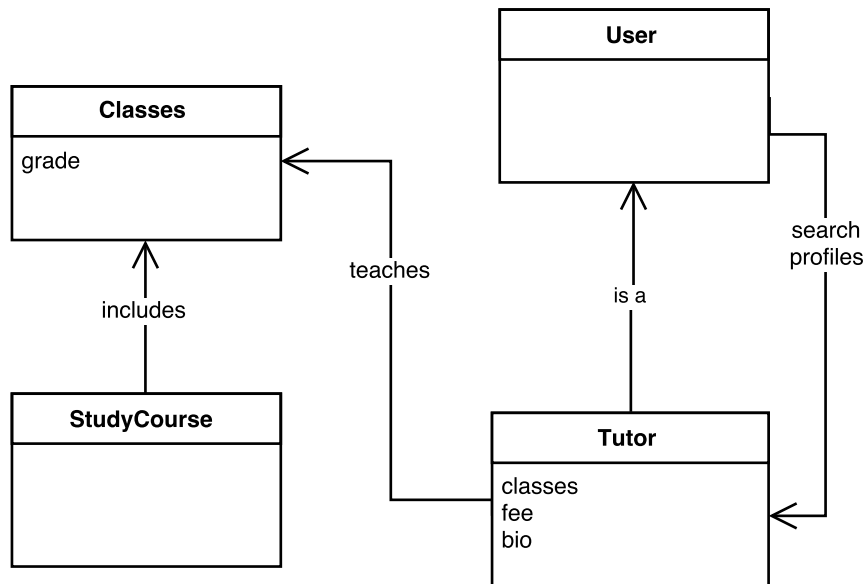 User
Classes
grade
search
profiles
teaches
is a
includes
StudyCourse
Tutor
classes
fee
bio